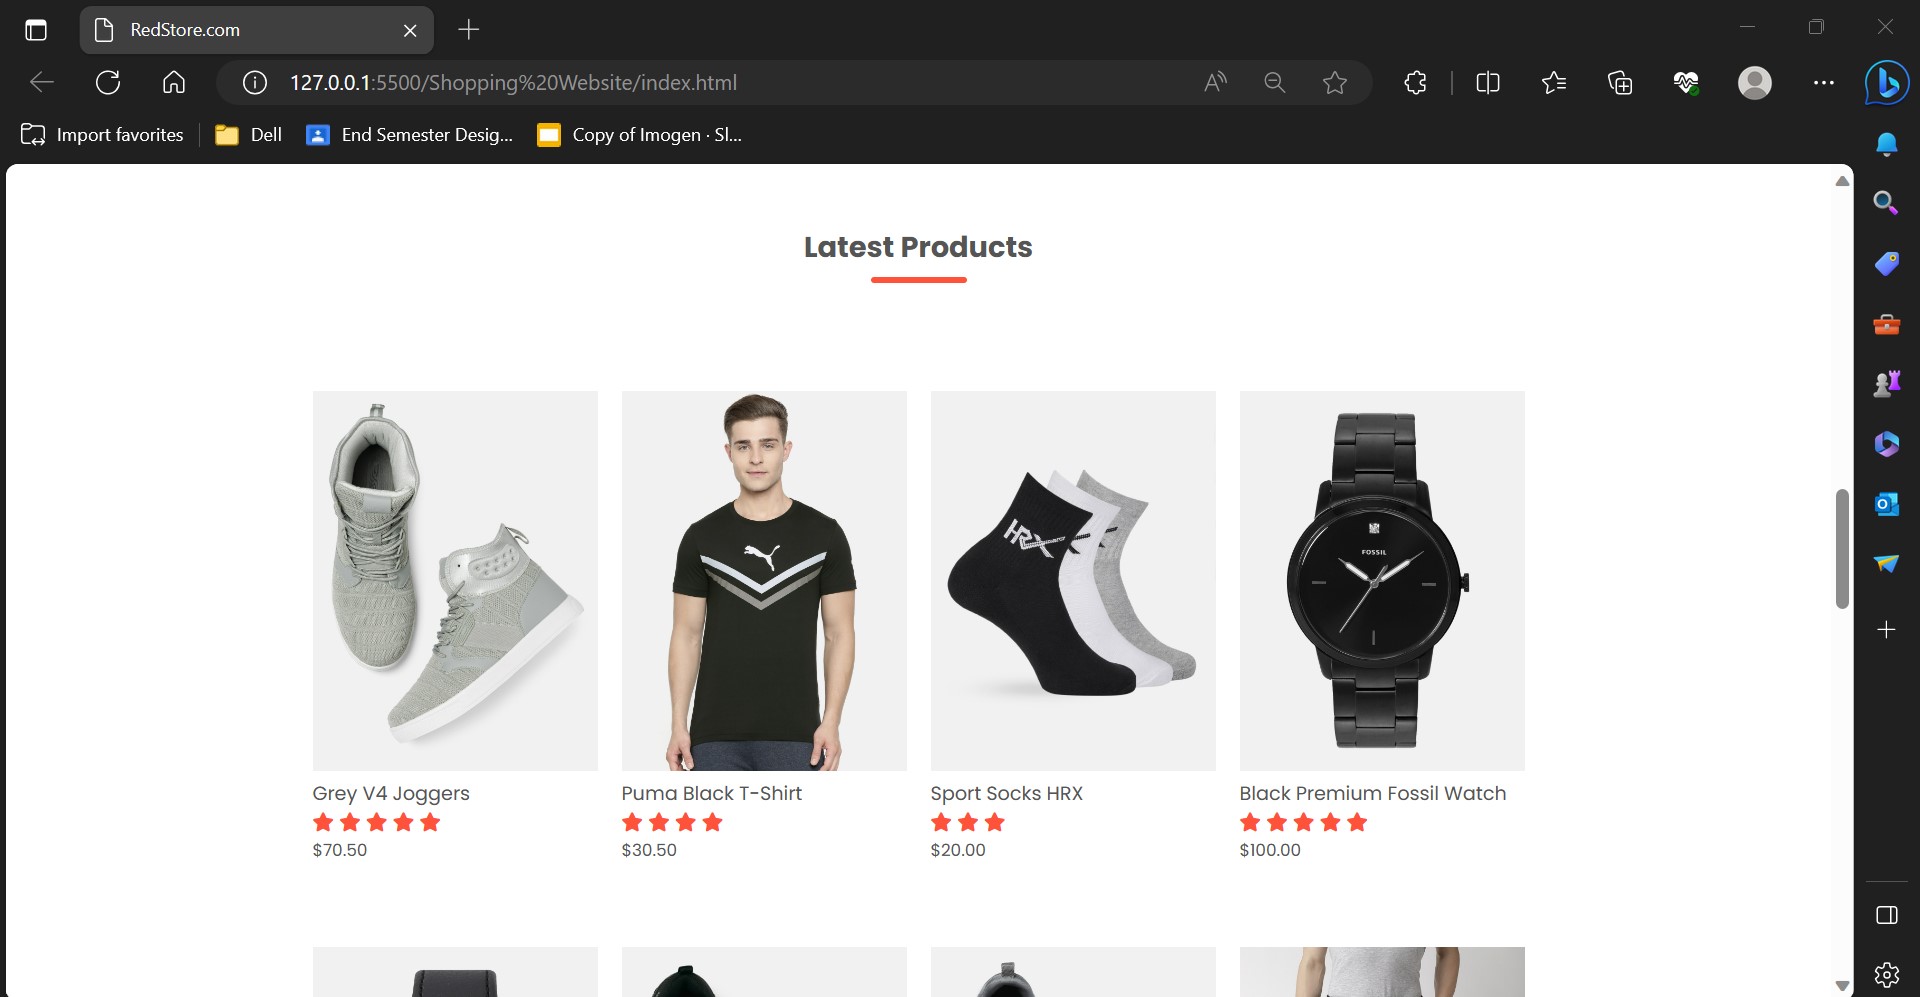 RedStore.com
127.0.0.1:5500/Shopping%20Website/index.html
Import favorites
Dell
End Semester Desig...
Copy of Imogen · Sl...
Latest Products
HRX
FOSSIL
Grey V4 Joggers
Puma Black T-Shirt
Sport Socks HRX
Black Premium Fossil Watch
$70.50
$30.50
$20.00
$100.00